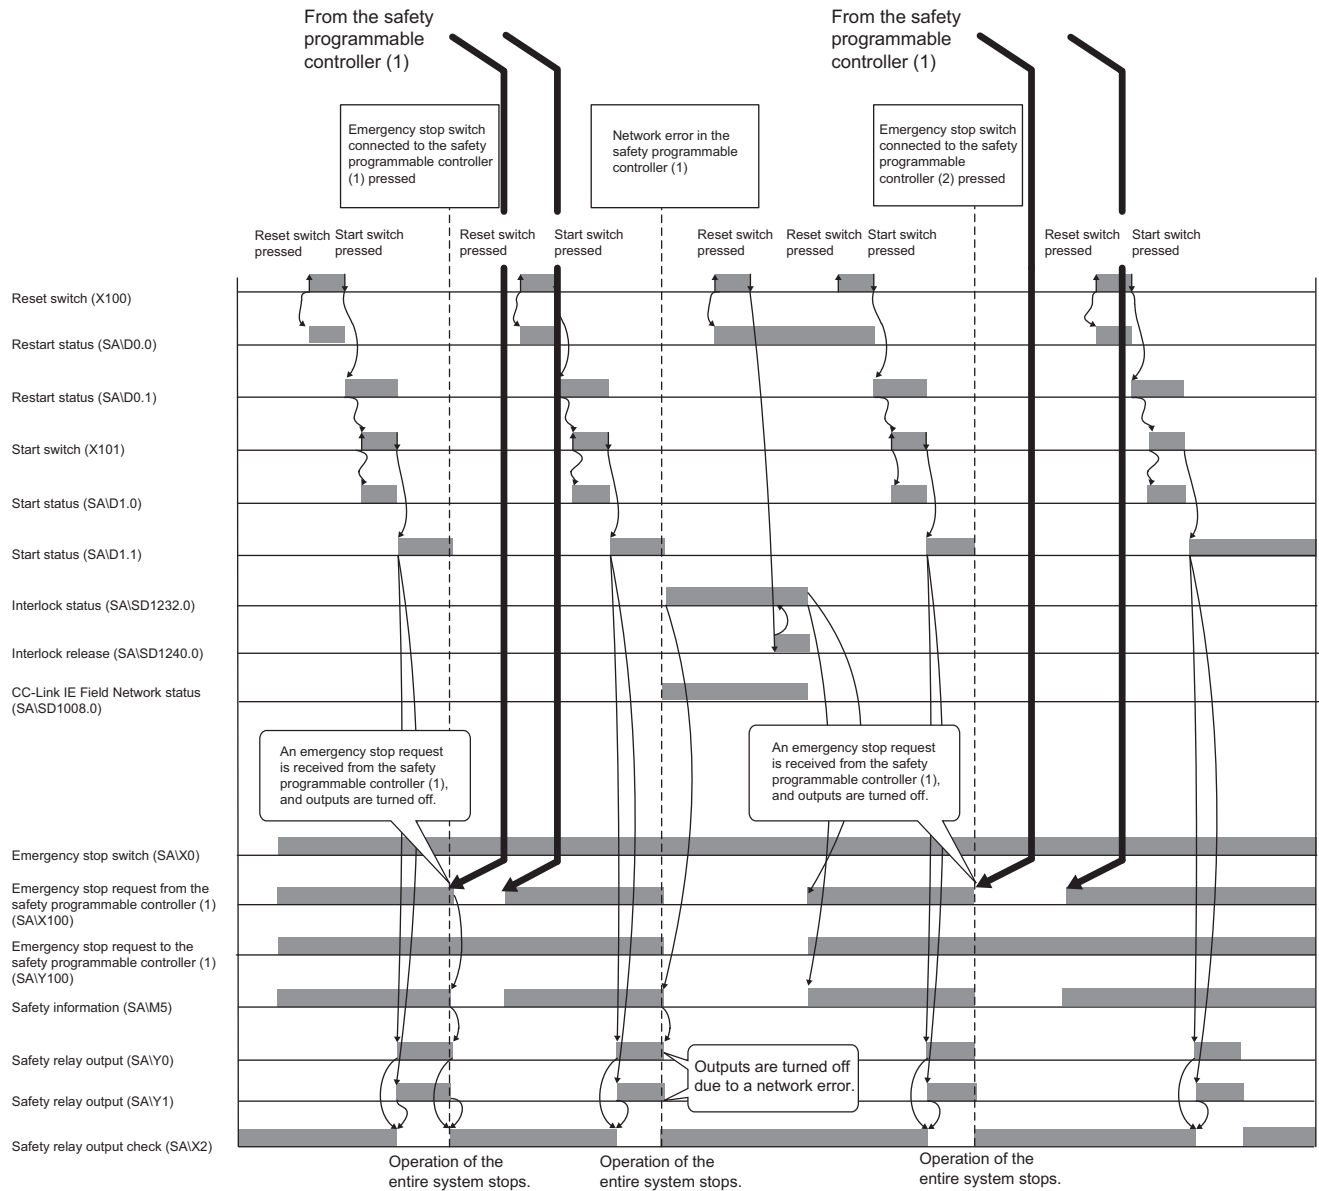 From the safety
programmable
controller (1)
From the safety
programmable
controller (1)
Emergency stop switch
connected to the safety
programmable controller
(1) pressed
Network error in the
safety programmable
controller (1)
Emergency stop switch
connected to the safety
programmable
controller (2) pressed
Reset switch
pressed
Start switch
pressed
Reset switch
pressed
Start switch
pressed
Reset switch
pressed
Reset switch
pressed
Start switch
pressed
Reset switch
pressed
Start switch
pressed
Reset switch (X100)
Restart status (SA\D0.0)
Restart status (SA\D0.1)
Start switch (X101)
Start status (SA\D1.0)
Start status (SA\D1.1)
Interlock status (SA\SD1232.0)
Interlock release (SA\SD1240.0)
CC-Link IE Field Network status
(SA\SD1008.0)
An emergency stop request
is received from the safety
programmable controller (1),
and outputs are turned off.
An emergency stop request
is received from the safety
programmable controller (1),
and outputs are turned off.
Emergency stop switch (SA\X0)
Emergency stop request from the
safety programmable controller (1)
(SA\X100)
Emergency stop request to the
safety programmable controller (1)
(SA\Y100)
Safety information (SA\M5)
Safety relay output (SA\Y0)
Outputs are turned off
due to a network error.
Safety relay output (SA\Y1)
Safety relay output check (SA\X2)
Operation of the
entire system stops.
Operation of the
entire system stops.
Operation of the
entire system stops.